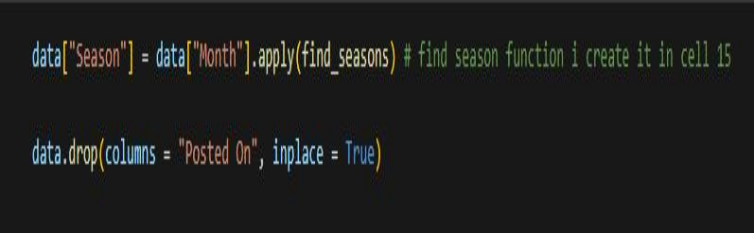 data["Season"] = data["Month"].apply(find_seasons) # find season function i create it in cell 15
data.drop(columns = "Posted On", inplace = True)